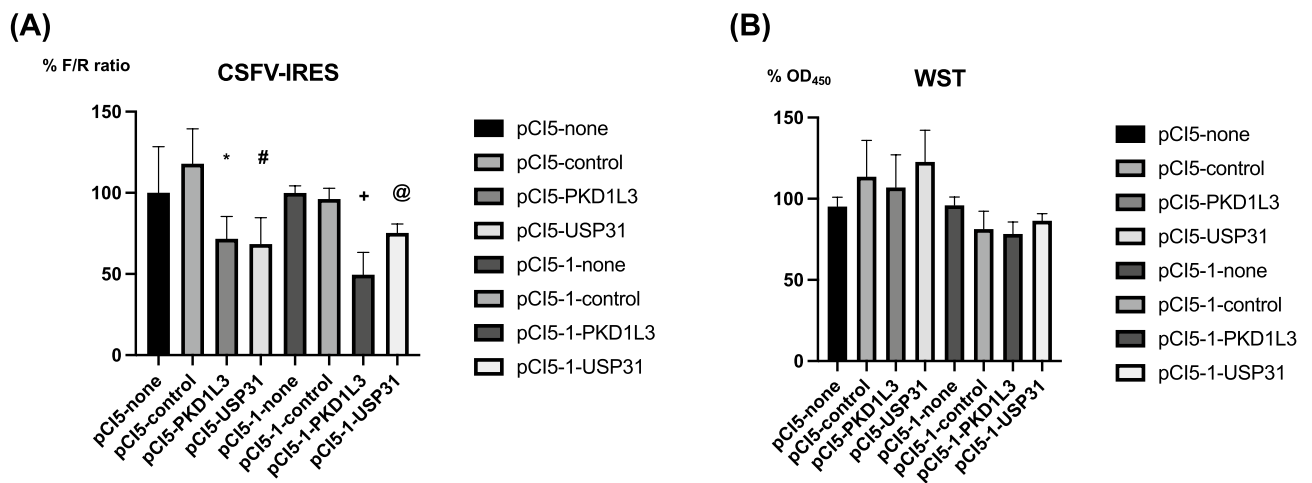 (A)
% F/R ratio
CSFV-IRES
150
100
50
0
*
#
+
@
pCI5-none
pCI5-control
pCI5-PKD1L3
pCI5-USP31
pCI5-1-none
pCI5-1-control
pCI5-1-PKD1L3
pCI5-1-USP31
pCI5-none
pCI5-control
pCI5-PKD1L3
pCI5-USP31
pCI5-1-none
pCI5-1-control
pCI5-1-PKD1L3
pCI5-1-USP31
(B)
% OD450
WST
150
100
50
0
pCI5-none
pCI5-control
pCI5-PKD1L3
pCI5-USP31
pCI5-1-none
pCI5-1-control
pCI5-1-PKD1L3
pCI5-1-USP31
pCI5-none
pCI5-control
pCI5-PKD1L3
pCI5-USP31
pCI5-1-none
pCI5-1-control
pCI5-1-PKD1L3
pCI5-1-USP31